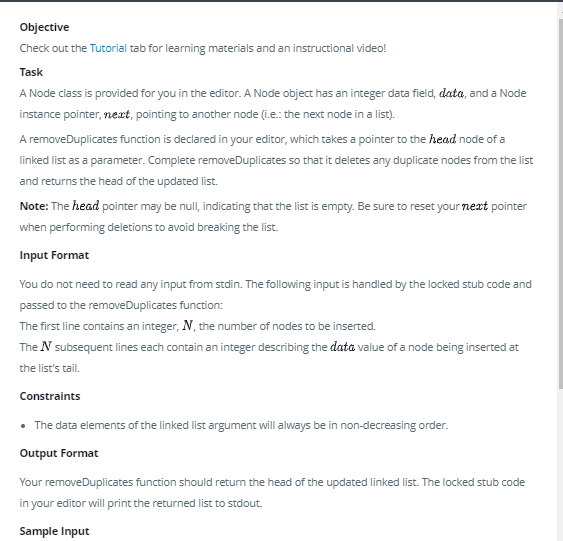 Objective
Check out the Tutorial tab for learning materials and an instructional video!
Task
A Node class is provided for you in the editor. A Node object has an integer data field, data, and a Node
instance pointer, next, pointing to another node (i.e.: the next node in a list).
A removeDuplicates function is declared in your editor, which takes a pointer to the head node of a
linked list as a parameter. Complete removeDuplicates so that it deletes any duplicate nodes from the list
and returns the head of the updated list.
Note: The head pointer may be null, indicating that the list is empty. Be sure to reset your next pointer
when performing deletions to avoid breaking the list.
Input Format
You do not need to read any input from stdin. The following input is handled by the locked stub code and
passed to the removeDuplicates function:
The first line contains an integer, N, the number of nodes to be inserted.
The N subsequent lines each contain an integer describing the data value of a node being inserted at
the list's tail.
Constraints
• The data elements of the linked list argument will always be in non-decreasing order.
Output Format
Your removeDuplicates function should return the head of the updated linked list. The locked stub code
in your editor will print the returned list to stdout.
Sample Input